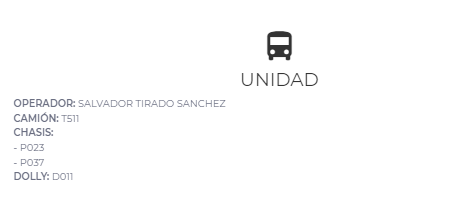 UNIDAD
OPERADOR: SALVADOR TIRADO SANCHEZ
CAMIÓN: T511
CHASIS:
- P023
- P037
DOLLY: D011